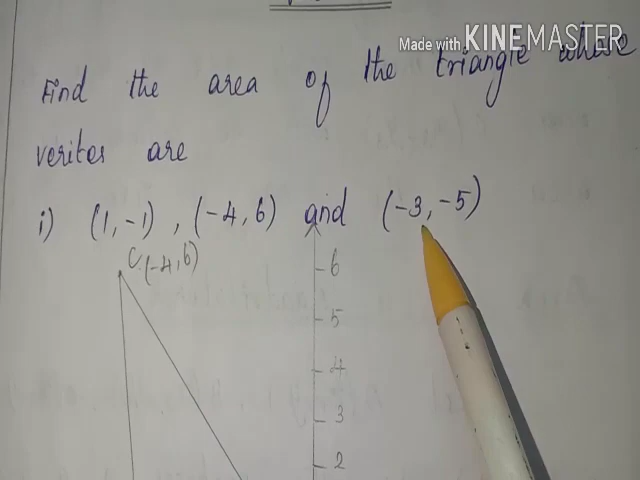 Made with KINEMASTER
Find the area of the triangle whose
verites are
i) (1, -1), (-4, 6) and (-3, -5)
C (-4, 6)
6
5
4
3
2